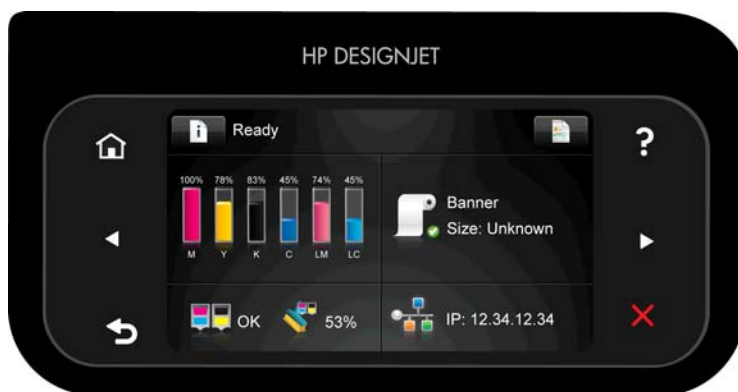 HP DESIGNJET
Ready
100% 78% 83% 45% 74% 45%
M Y K C LM LC
Banner
Size: Unknown
OK
53%
IP: 12.34.12.34
?